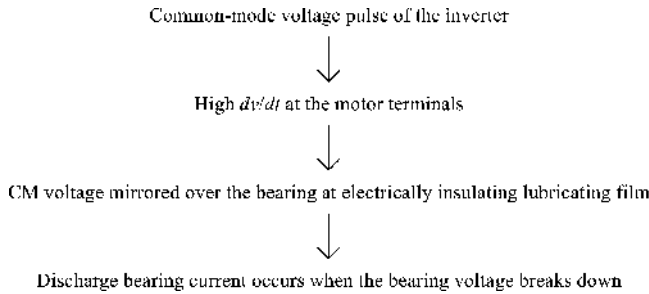 Common-mode voltage pulse of the inverter
High dv/dt at the motor terminals
CM voltage mirrored over the bearing at electrically insulating lubricating film
Discharge bearing current occurs when the bearing voltage breaks down